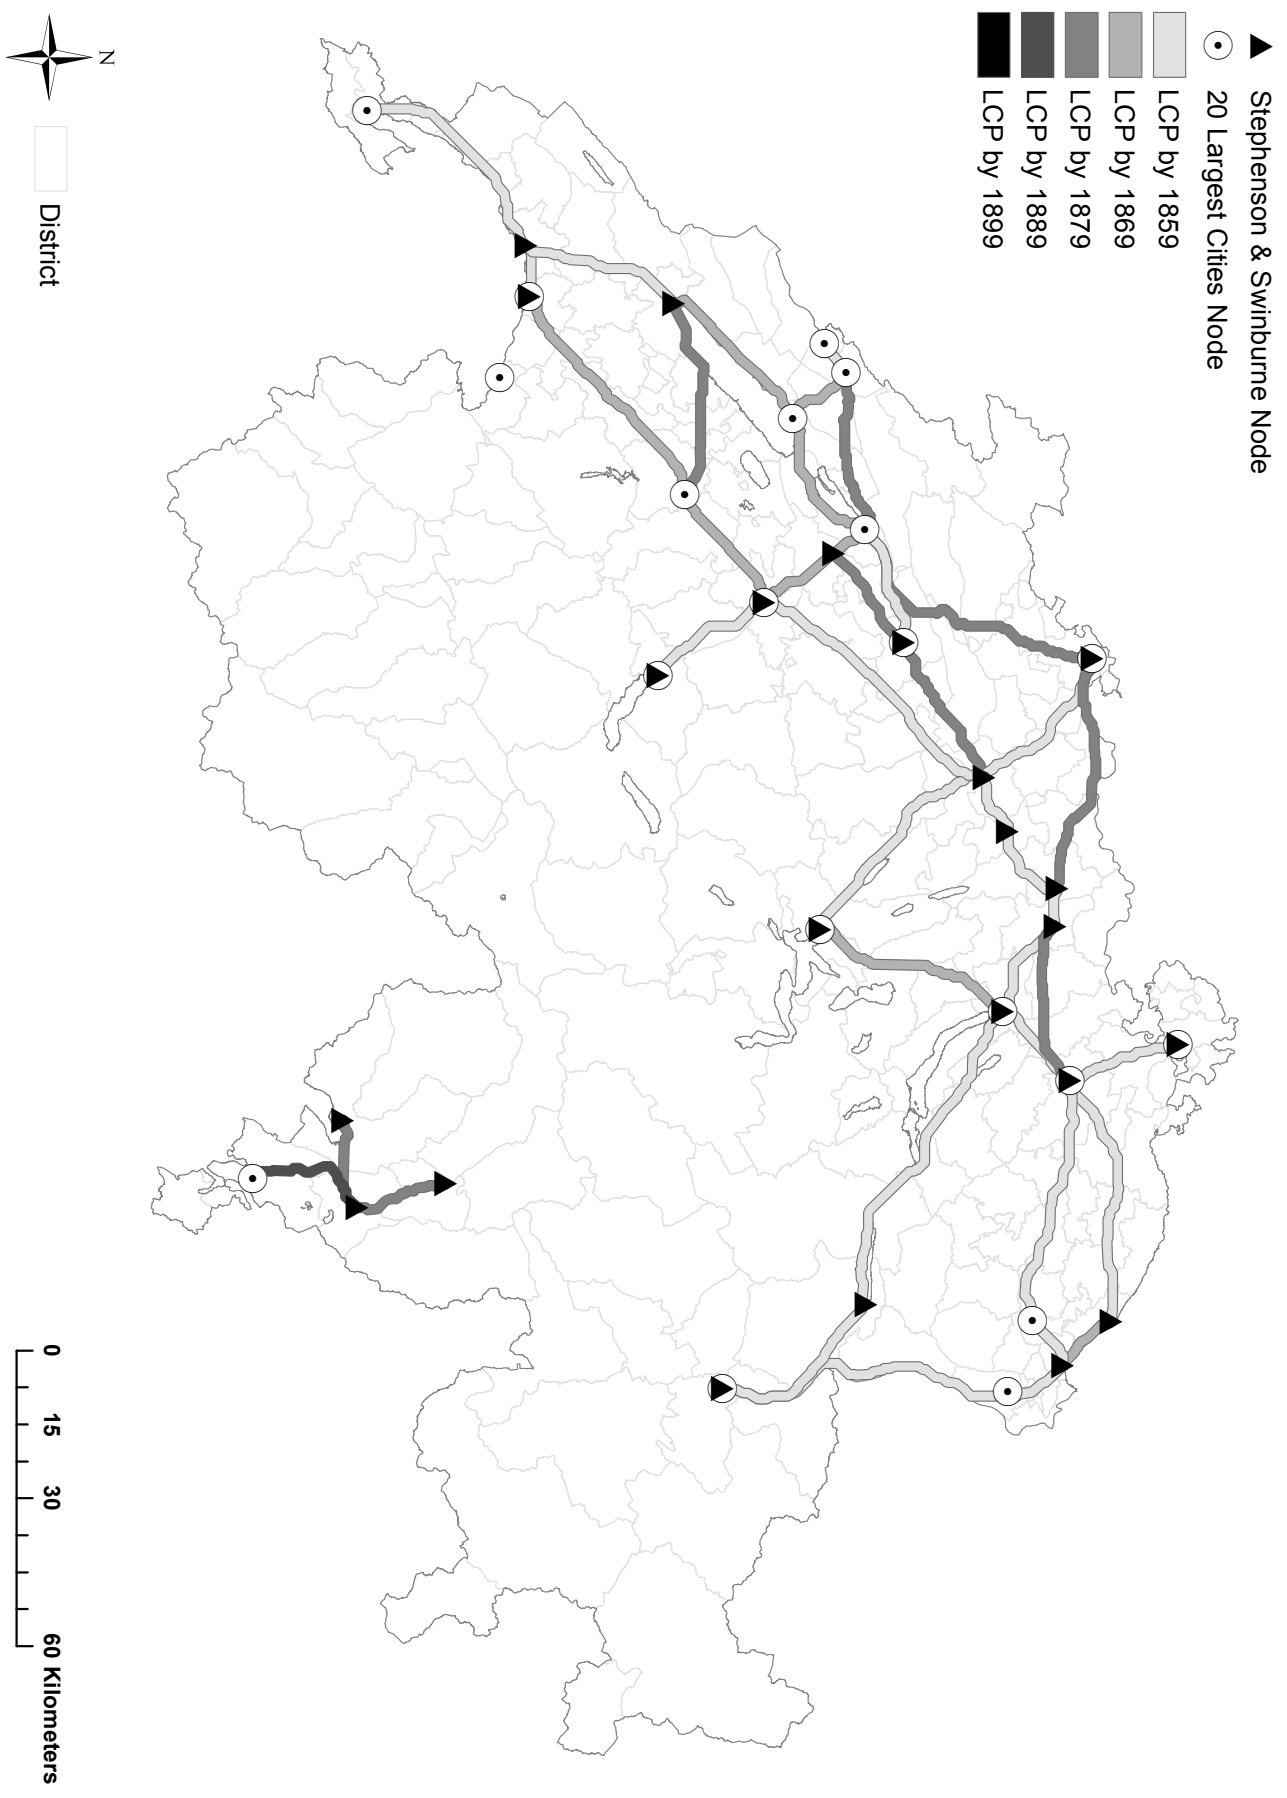 Stephenson & Swinburne Node
20 Largest Cities Node
LCP by 1859
LCP by 1869
LCP by 1879
LCP by 1889
LCP by 1899
N
District
0 15 30 60 Kilometers